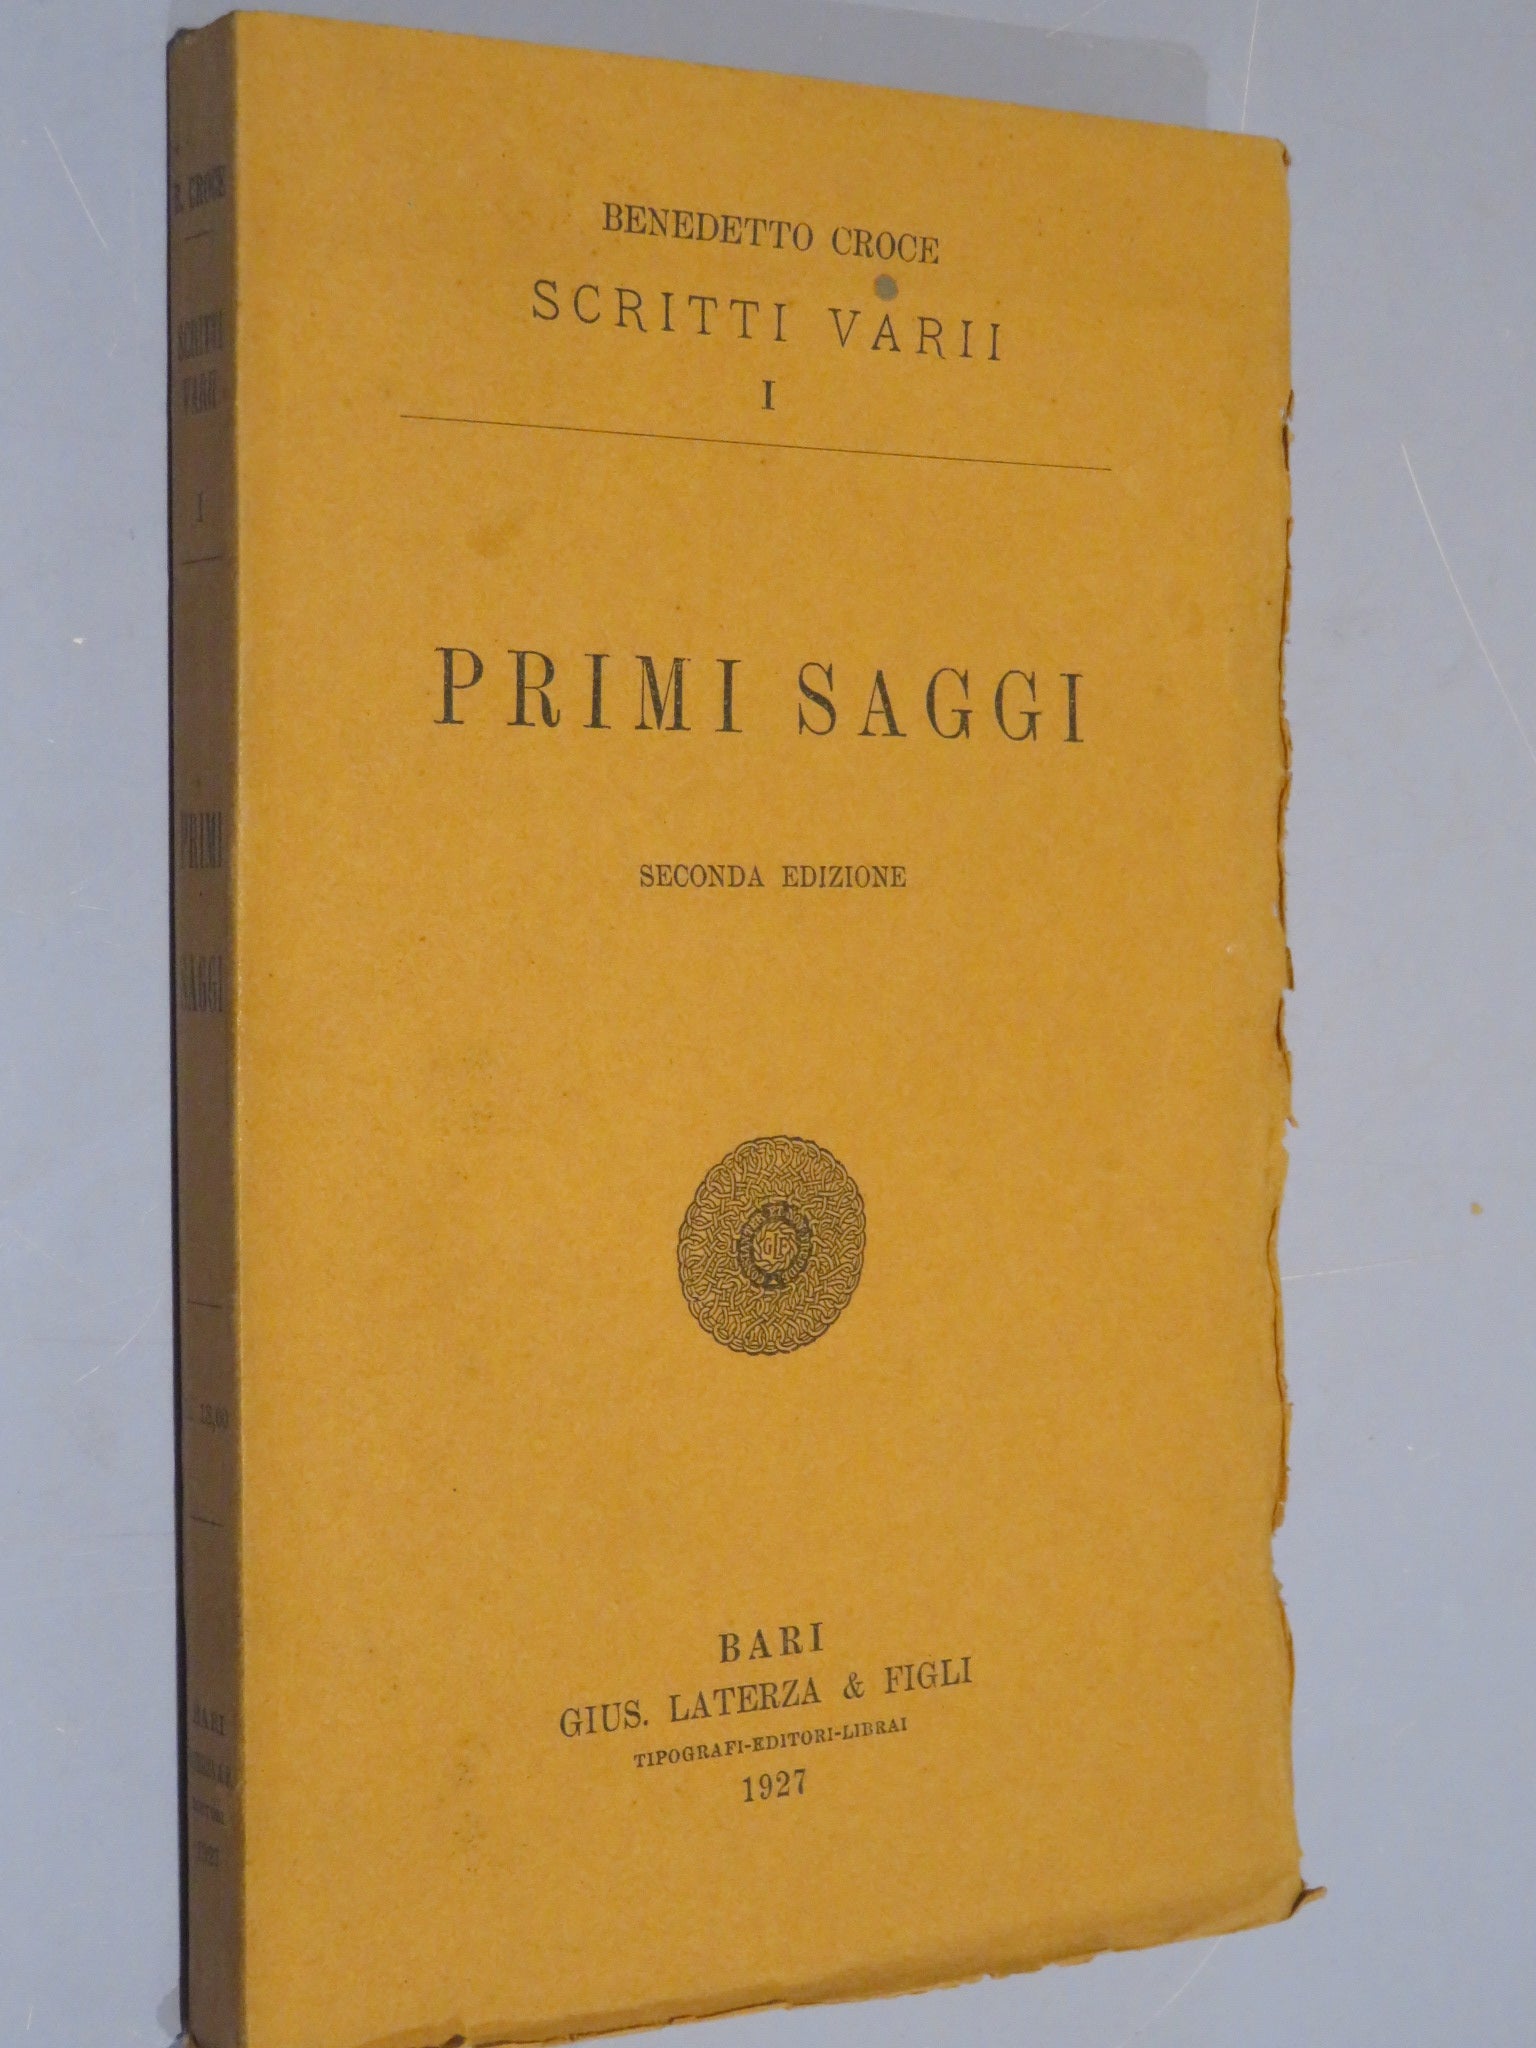 BENEDETTO CROCE
SCRITTI VARII
I
PRIMI SAGGI
SECONDA EDIZIONE
BARI
GIUS. LATERZA & FIGLI
TIPOGRAFI-EDITORI-LIBRAI
1927
B. CROCE
SCRITTI
VARII
I
PRIMI
SAGGI
BARI